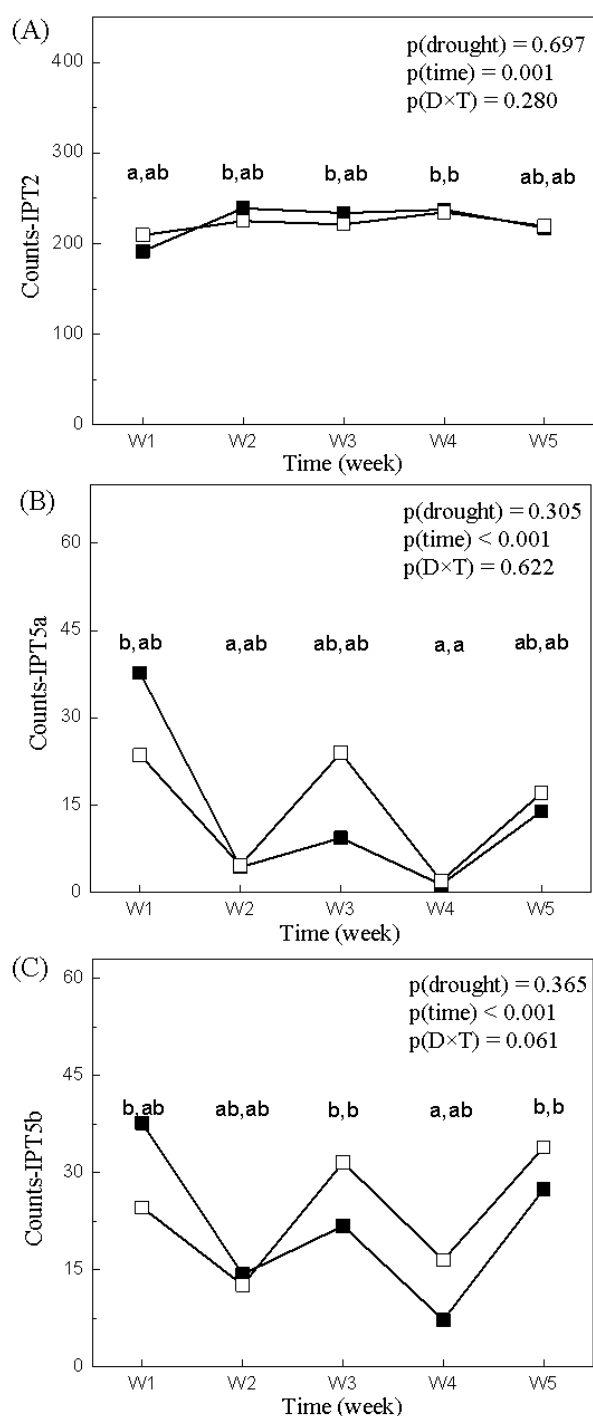 (A)
p(drought) = 0.697
p(time) = 0.001
p(D×T) = 0.280
400
300
200
100
0
Counts-IPT2
a,ab b,ab b,ab b,b ab,ab
W1 W2 W3 W4 W5
Time (week)
(B)
p(drought) = 0.305
p(time) < 0.001
p(D×T) = 0.622
60
45
30
15
0
Counts-IPT5a
b,ab a,ab ab,ab a,a ab,ab
W1 W2 W3 W4 W5
Time (week)
(C)
p(drought) = 0.365
p(time) < 0.001
p(D×T) = 0.061
60
45
30
15
0
Counts-IPT5b
b,ab ab,ab b,b a,ab b,b
W1 W2 W3 W4 W5
Time (week)